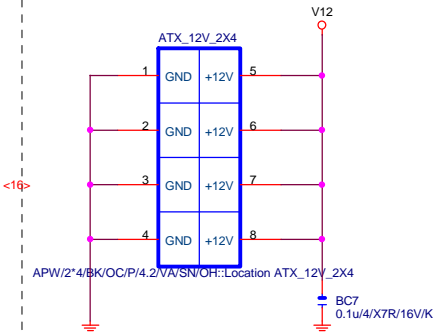 V12
ATX_12V_2X4
1 GND +12V 5
2 GND +12V 6
<16>
3 GND +12V 7
4 GND +12V 8
APW/2*4/BK/OC/P/4.2/VA/SN/OH::Location ATX_12V_2X4
BC7
0.1u/4/X7R/16V/K